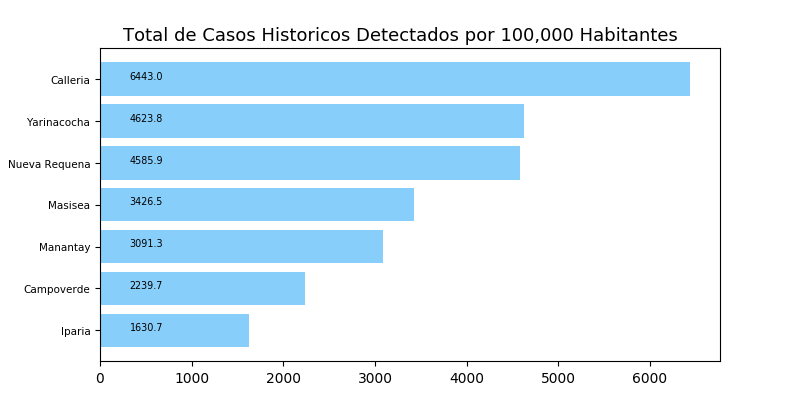 Total de Casos Historicos Detectados por 100,000 Habitantes
Calleria 6443.0
Yarinacocha 4623.8
Nueva Requena 4585.9
Masisea 3426.5
Manantay 3091.3
Campoverde 2239.7
Iparia 1630.7
0 1000 2000 3000 4000 5000 6000